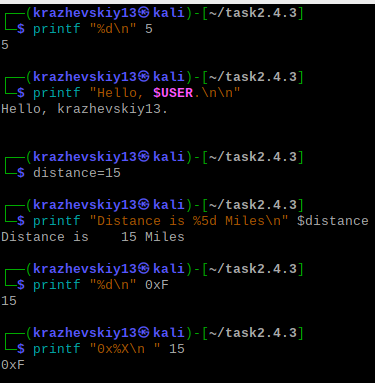 ┌──(krazhevskiy13㉿kali)-[~/task2.4.3]
└─$ printf "%d\n" 5
5
┌──(krazhevskiy13㉿kali)-[~/task2.4.3]
└─$ printf "Hello, $USER.\n\n"
Hello, krazhevskiy13.
┌──(krazhevskiy13㉿kali)-[~/task2.4.3]
└─$ distance=15
┌──(krazhevskiy13㉿kali)-[~/task2.4.3]
└─$ printf "Distance is %5d Miles\n" $distance
Distance is    15 Miles
┌──(krazhevskiy13㉿kali)-[~/task2.4.3]
└─$ printf "%d\n" 0xF
15
┌──(krazhevskiy13㉿kali)-[~/task2.4.3]
└─$ printf "0x%X\n " 15
0xF